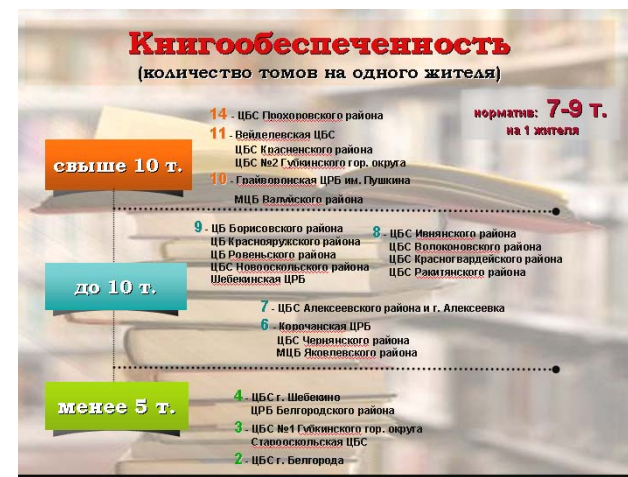 Книгообеспеченность
(количество томов на одного жителя)
норматив: 7-9 т.
на 1 жителя
свыше 10 т.
14 - ЦБС Прохоровского района
11 - Вейделевская ЦБС
ЦБС Красненского района
ЦБС №2 Губкинского гор. округа
10 - Грайворонская ЦРБ им. Пушкина
МЦБ Валуйского района
до 10 т.
9 - ЦБ Борисовского района
ЦБ Краснояружского района
ЦБ Ровеньского района
ЦБС Новооскольского района
Шебекинская ЦРБ
8 - ЦБС Ивнянского района
ЦБС Волоконовского района
ЦБС Красногвардейского района
ЦБС Ракитянского района
7 - ЦБС Алексеевского района и г. Алексеевка
6 - Корочанская ЦРБ
ЦБС Чернянского района
МЦБ Яковлевского района
менее 5 т.
4 - ЦБС г. Шебекино
ЦРБ Белгородского района
3 - ЦБС №1 Губкинского гор. округа
Старооскольская ЦБС
2 - ЦБС г. Белгорода